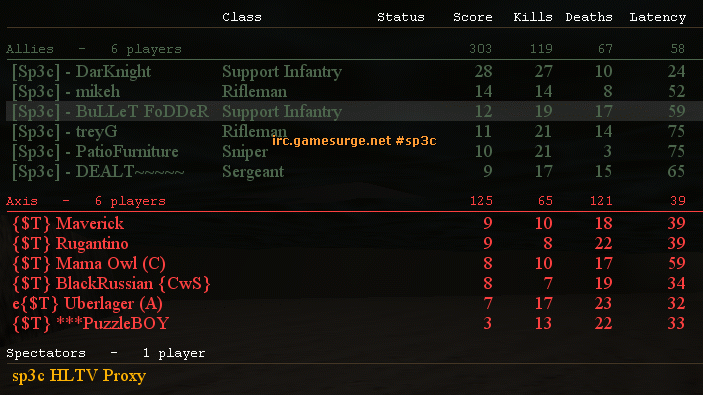 Class Status Score Kills Deaths Latency
Allies - 6 players 303 119 67 58
[Sp3c] - DarKnight Support Infantry 28 27 10 24
[Sp3c] - mikeh Rifleman 14 14 8 52
[Sp3c] - BuLLeT FoDDeR Support Infantry 12 19 17 59
[Sp3c] - treyG Rifleman 11 21 14 75
irc.gamesurge.net #sp3c
[Sp3c] - PatioFurniture Sniper 10 21 3 75
[Sp3c] - DEALT~~~~~ Sergeant 9 17 15 65
Axis - 6 players 125 65 121 39
{$T} Maverick 9 10 18 39
{$T} Rugantino 9 8 22 39
{$T} Mama Owl (C) 8 10 17 59
{$T} BlackRussian {CwS} 8 7 19 34
e{$T} Uberlager (A) 7 17 23 32
{$T} ***PuzzleBOY 3 13 22 33
Spectators - 1 player
sp3c HLTV Proxy